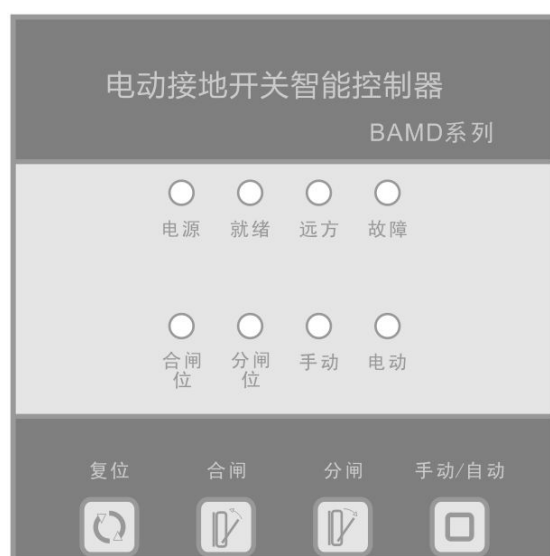 电动接地开关智能控制器
BAMD系列
电源 就绪 远方 故障
合闸位 分闸位 手动 电动
复位 合闸 分闸 手动/自动